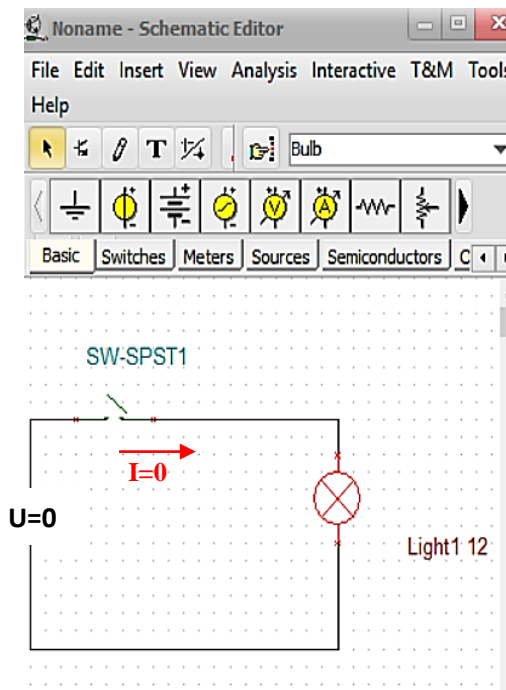 Noname - Schematic Editor
File Edit Insert View Analysis Interactive T&M Tools
Help
T Bulb
V A
Basic Switches Meters Sources Semiconductors
SW-SPST1
I=0
U=0
Light1 12